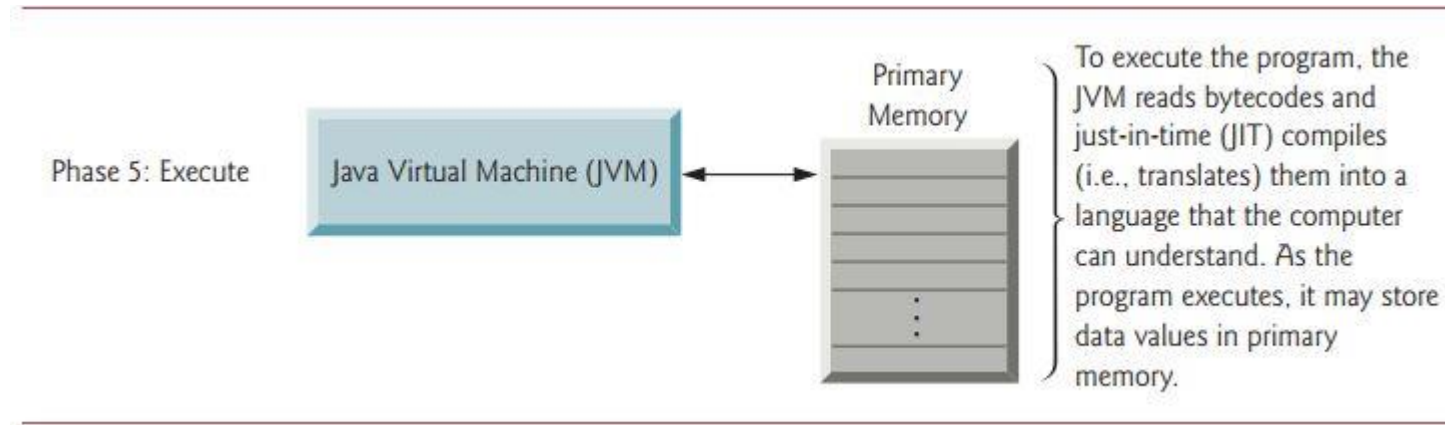 Phase 5: Execute
Java Virtual Machine (JVM)
Primary
Memory
To execute the program, the
JVM reads bytecodes and
just-in-time (JIT) compiles
(i.e., translates) them into a
language that the computer
can understand. As the
program executes, it may store
data values in primary
memory.